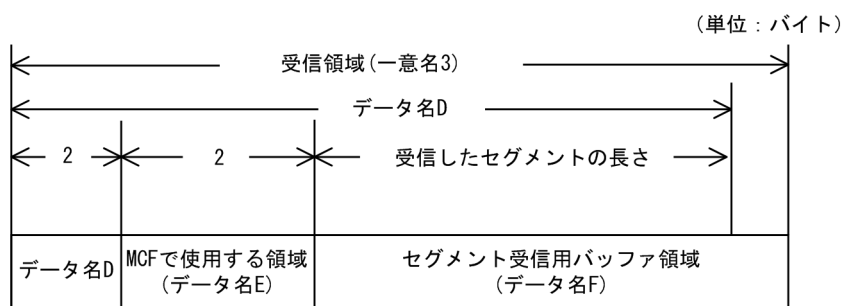 (単位：バイト)
受信領域(一意名3)
データ名D
2
2
受信したセグメントの長さ
データ名D
MCFで使用する領域
(データ名E)
セグメント受信用バッファ領域
(データ名F)